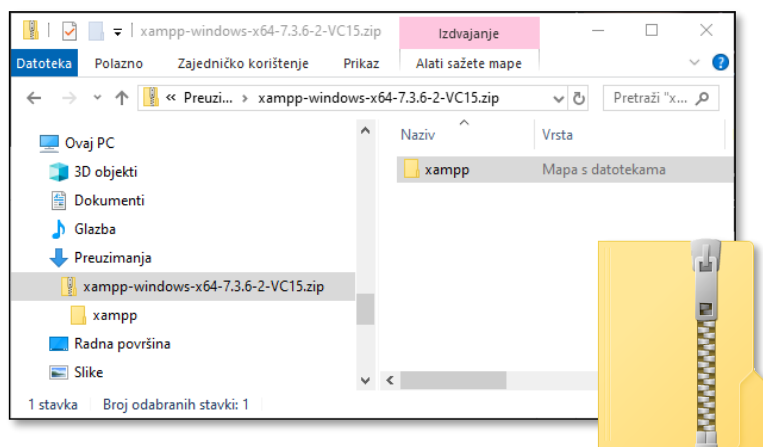 xampp-windows-x64-7.3.6-2-VC15.zip
Izdvajanje
Datoteka Polazno Zajedničko korištenje Prikaz Alati sažete mape
« Preuzi... › xampp-windows-x64-7.3.6-2-VC15.zip Pretraži "x...
Ovaj PC
3D objekti
Dokumenti
Glazba
Preuzimanja
xampp-windows-x64-7.3.6-2-VC15.zip
xampp
Radna površina
Slike
Naziv Vrsta
xampp Mapa s datotekama
1 stavka Broj odabranih stavki: 1